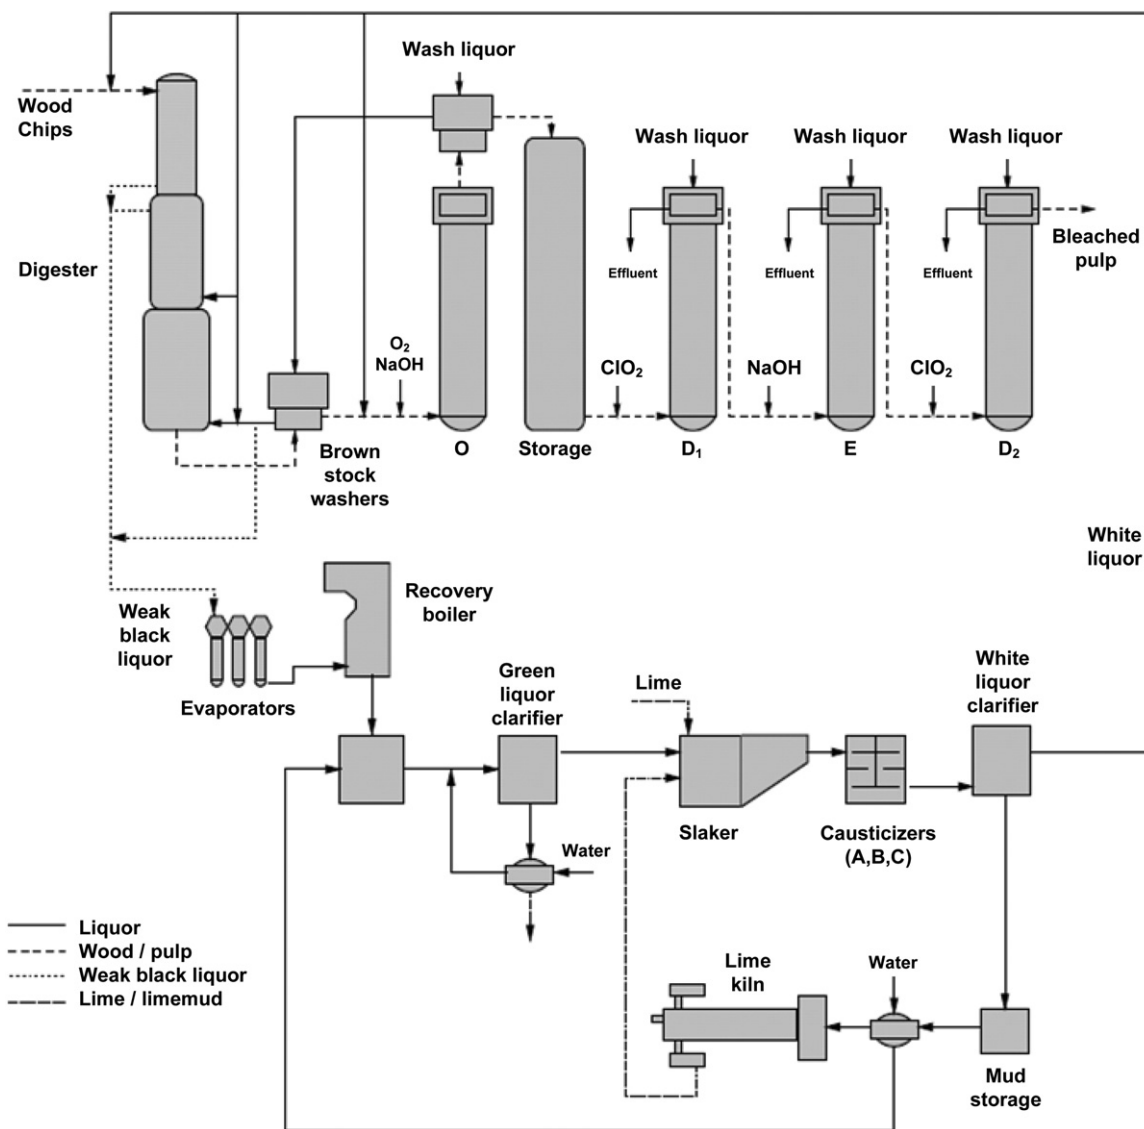 Wash liquor
Wood
Chips
Wash liquor
Wash liquor
Wash liquor
Digester
Effluent
Effluent
Effluent
Bleached
pulp
O₂
NaOH
ClO₂
NaOH
ClO₂
Brown
stock
washers
O
Storage
D₁
E
D₂
White
liquor
Weak
black
liquor
Recovery
boiler
Evaporators
Green
liquor
clarifier
Lime
White
liquor
clarifier
Slaker
Causticizers
(A,B,C)
Water
Liquor
Wood / pulp
Weak black liquor
Lime / limemud
Lime
kiln
Water
Mud
storage